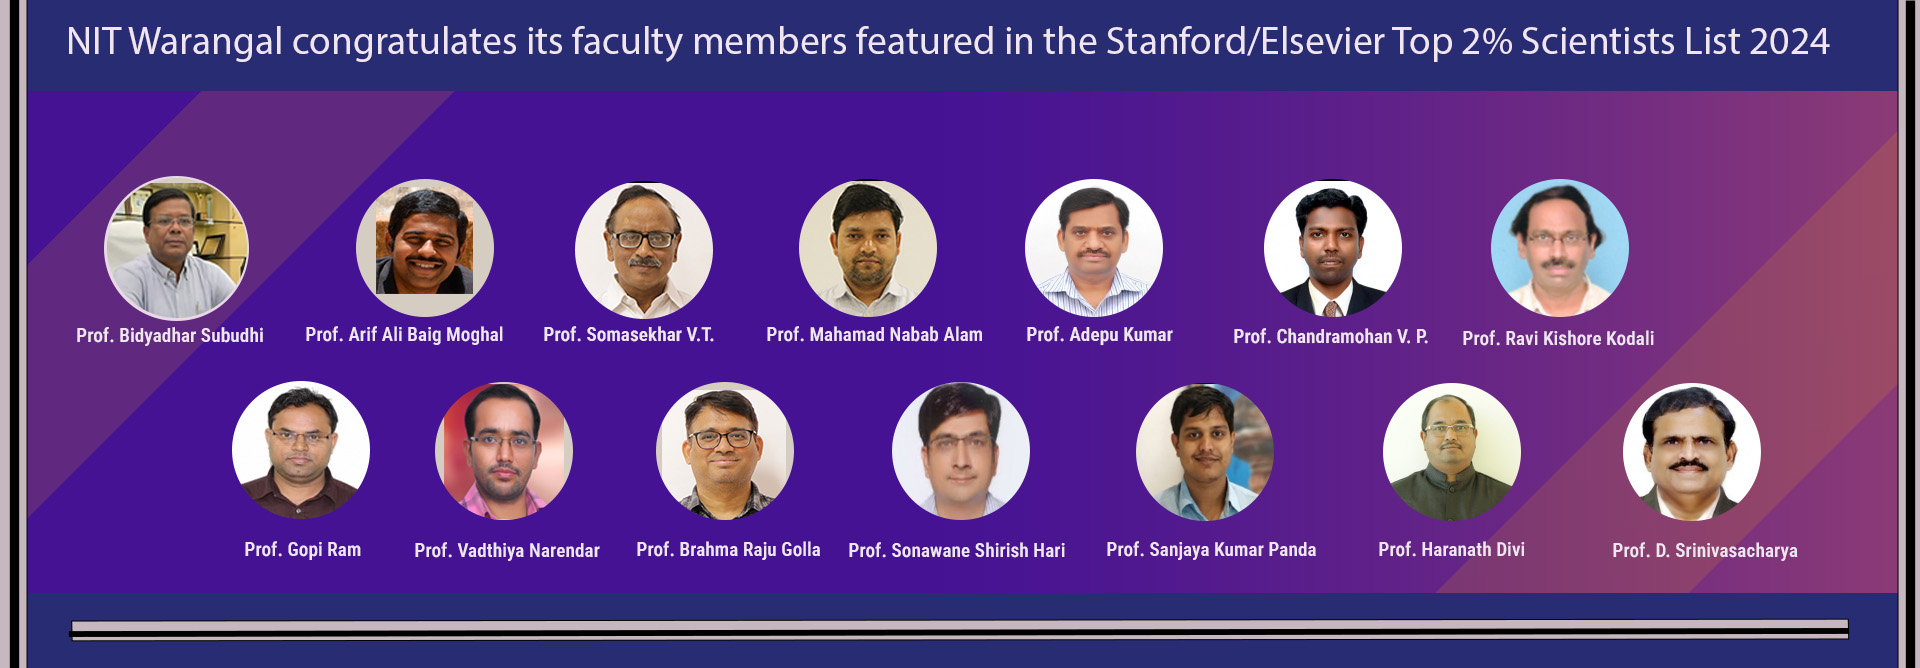 NIT Warangal congratulates its faculty members featured in the Stanford/Elsevier Top 2% Scientists List 2024
Prof. Bidyadhar Subudhi
Prof. Arif Ali Baig Moghal
Prof. Somasekhar V.T.
Prof. Mahamad Nabab Alam
Prof. Adepu Kumar
Prof. Chandramohan V. P.
Prof. Ravi Kishore Kodali
Prof. Gopi Ram
Prof. Vadthiya Narendar
Prof. Brahma Raju Golla
Prof. Sonawane Shirish Hari
Prof. Sanjaya Kumar Panda
Prof. Haranath Divi
Prof. D. Srinivasacharya